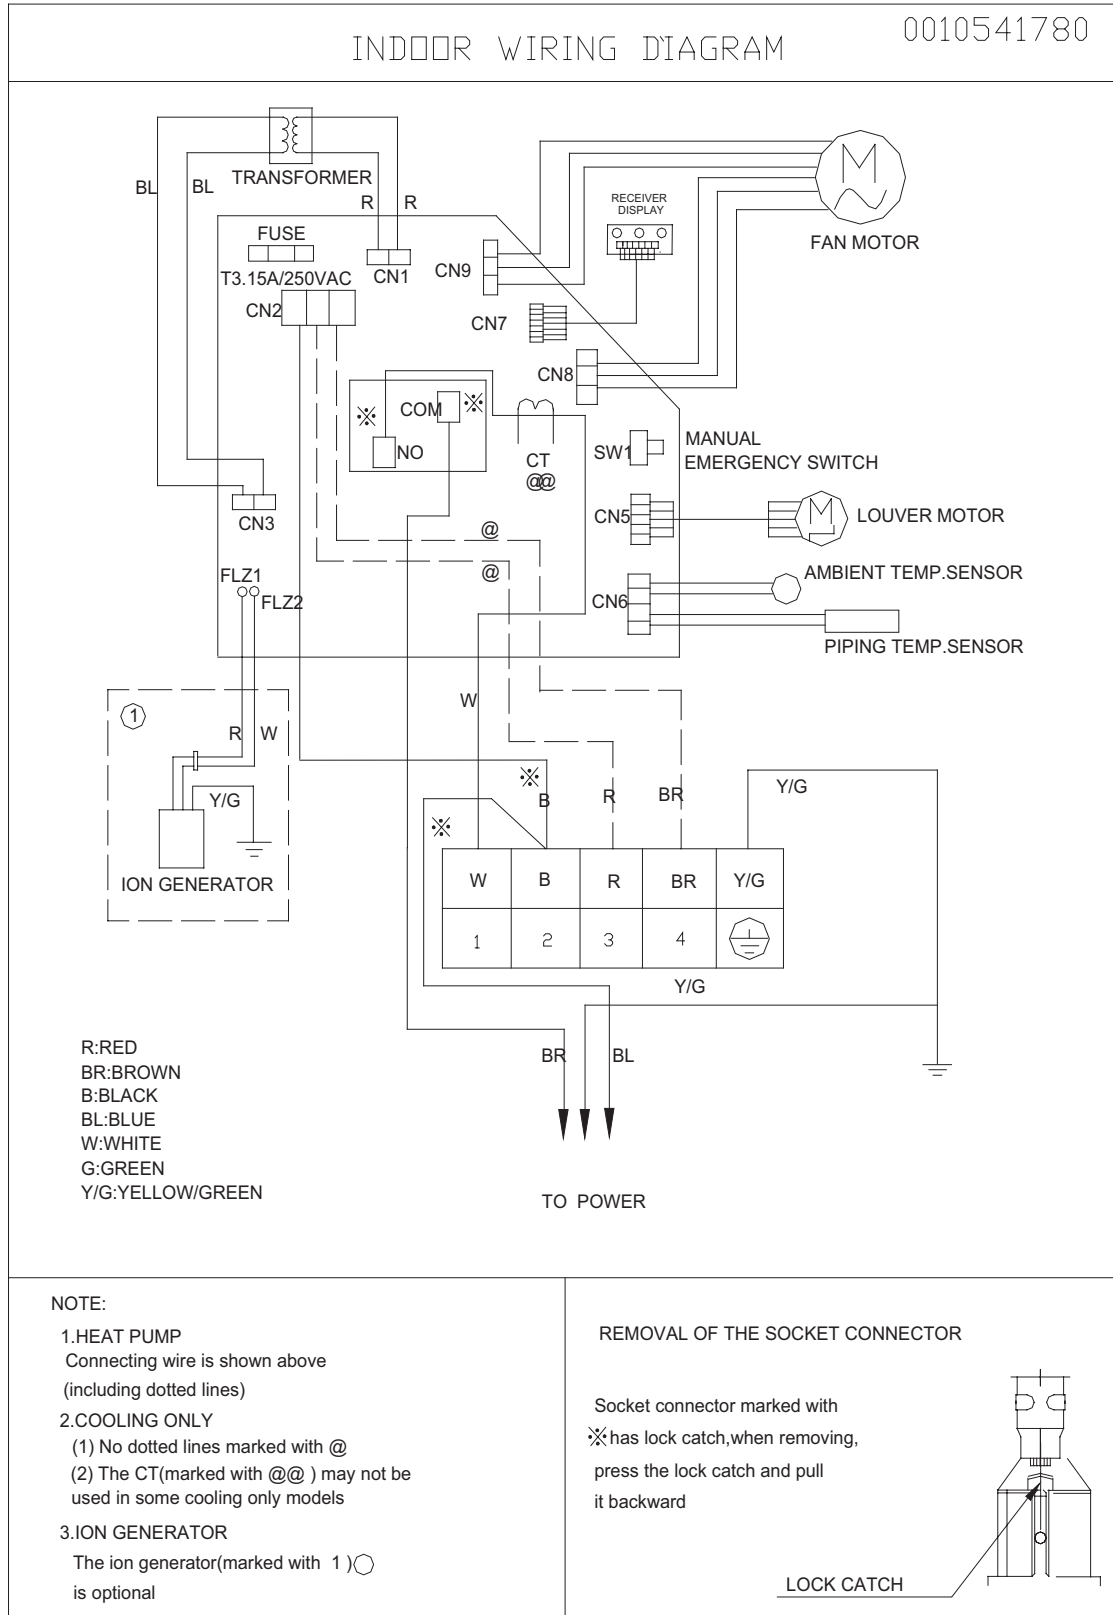 INDOOR WIRING DIAGRAM
0010541780
TRANSFORMER
BL
BL
R
R
FUSE
T3.15A/250VAC
CN1
CN2
CN9
RECEIVER
DISPLAY
FAN MOTOR
CN7
CN8
※
COM
※
NO
CT
@@
SW1
MANUAL
EMERGENCY SWITCH
CN3
CN5
LOUVER MOTOR
@
@
FLZ1
FLZ2
CN6
AMBIENT TEMP.SENSOR
PIPING TEMP.SENSOR
M
M
1
R
W
Y/G
ION GENERATOR
W
※
B
R
BR
Y/G
※
W B R BR Y/G
1 2 3 4
Y/G
BR
BL
TO POWER
R:RED
BR:BROWN
B:BLACK
BL:BLUE
W:WHITE
G:GREEN
Y/G:YELLOW/GREEN
NOTE:
1.HEAT PUMP
Connecting wire is shown above
(including dotted lines)
2.COOLING ONLY
(1) No dotted lines marked with @
(2) The CT(marked with @@ ) may not be
used in some cooling only models
3.ION GENERATOR
The ion generator(marked with 1 )○
is optional
REMOVAL OF THE SOCKET CONNECTOR
Socket connector marked with
※has lock catch,when removing,
press the lock catch and pull
it backward
LOCK CATCH